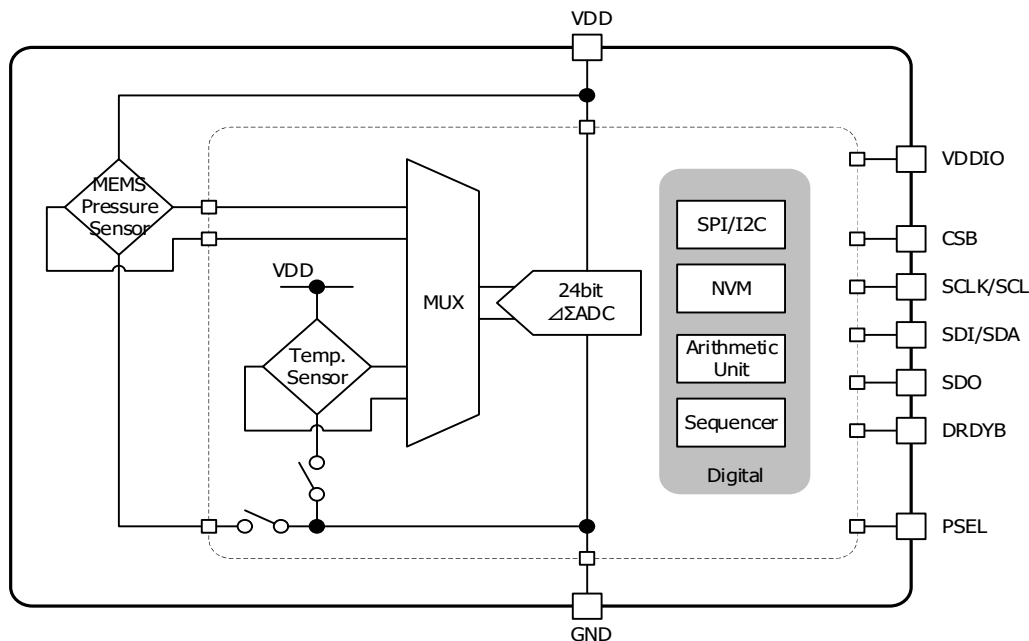 VDD
MEMS
Pressure
Sensor
VDD
Temp.
Sensor
MUX
24bit
⊿ΣADC
SPI/I2C
NVM
Arithmetic
Unit
Sequencer
Digital
VDDIO
CSB
SCLK/SCL
SDI/SDA
SDO
DRDYB
PSEL
GND